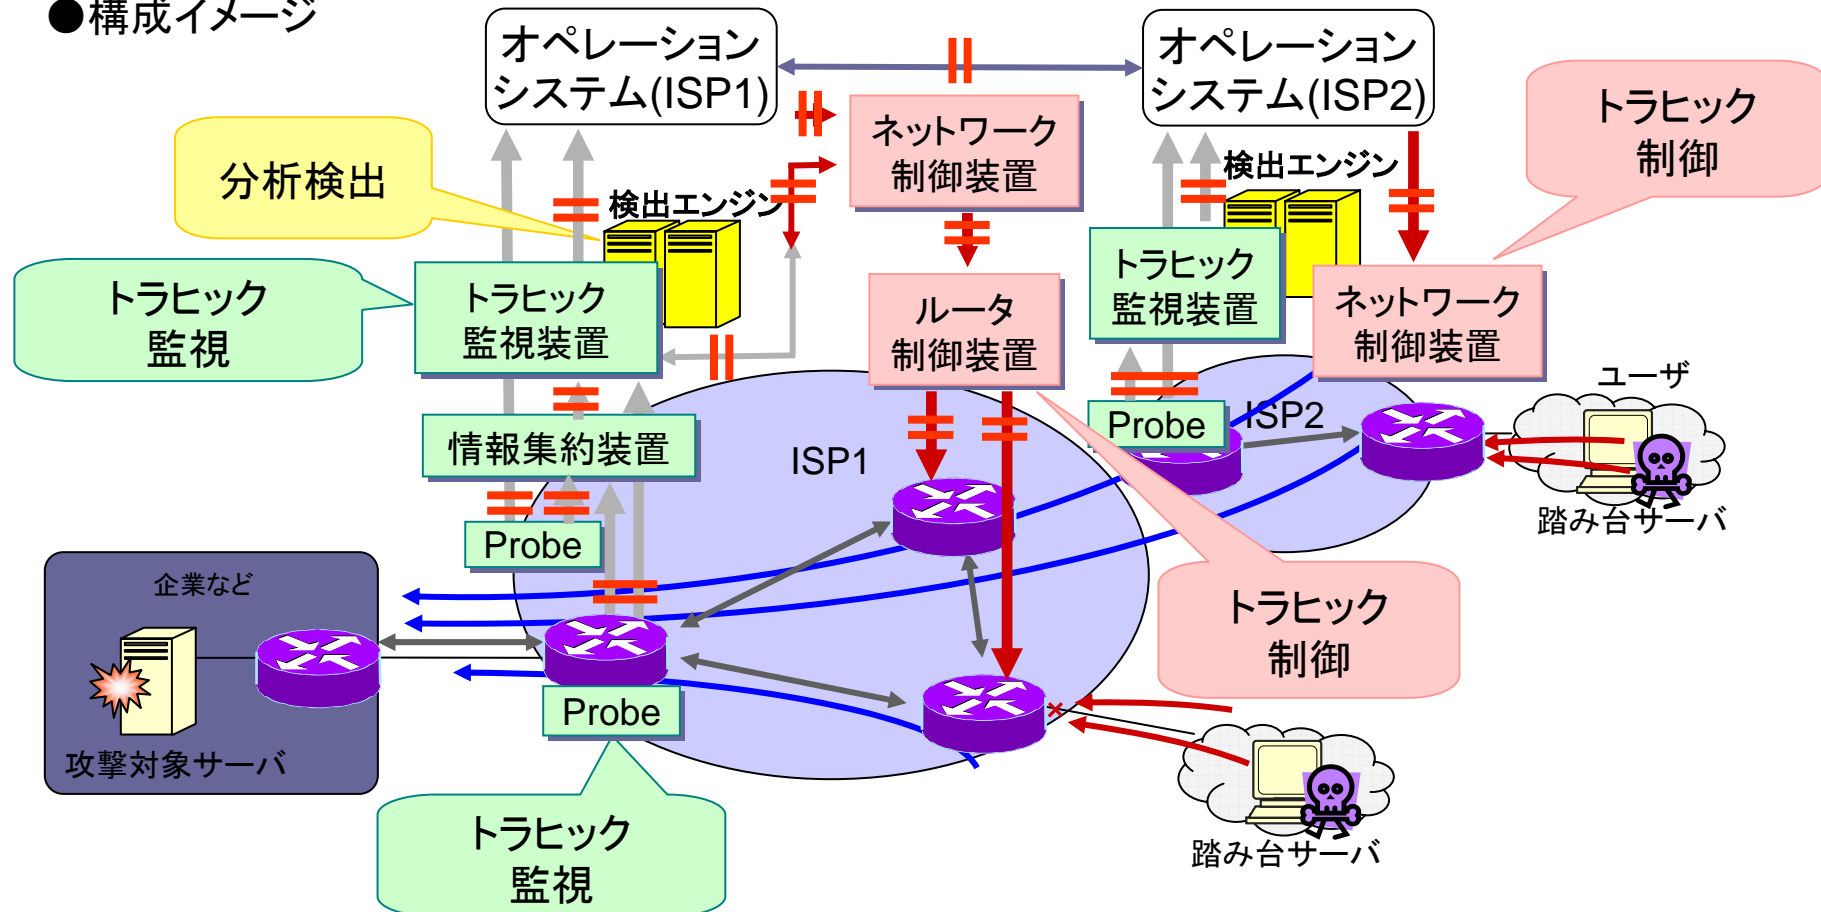 ●構成イメージ
オペレーション
システム(ISP1)
オペレーション
システム(ISP2)
トラヒック
制御
ネットワーク
制御装置
分析検出
検出エンジン
検出エンジン
トラヒック
監視
トラヒック
監視装置
ルータ
制御装置
トラヒック
監視装置
ネットワーク
制御装置
ユーザ
情報集約装置
ISP1
Probe
ISP2
踏み台サーバ
Probe
企業など
トラヒック
制御
Probe
攻撃対象サーバ
トラヒック
監視
踏み台サーバ